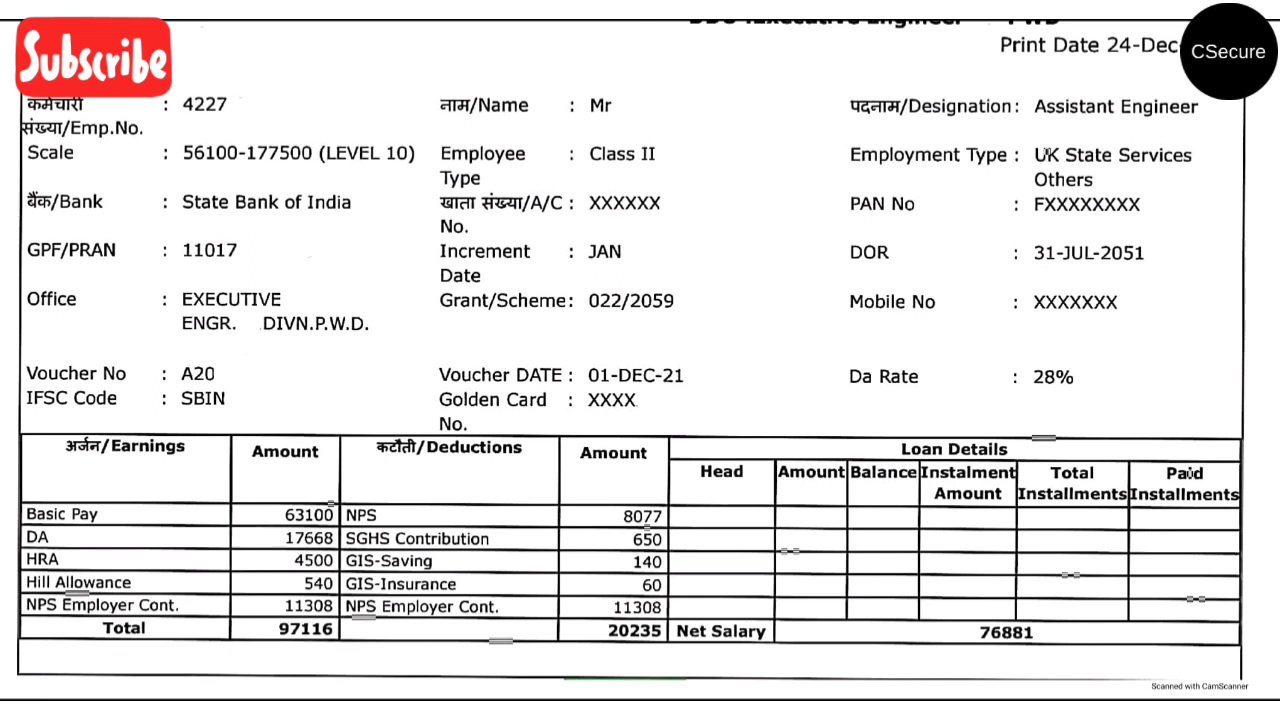 Subscribe
Print Date 24-Dec
CSecure
कर्मचारी संख्या/Emp.No. : 4227 नाम/Name : Mr पदनाम/Designation : Assistant Engineer
Scale : 56100-177500 (LEVEL 10) Employee Type : Class II Employment Type : UK State Services Others
बैंक/Bank : State Bank of India खाता संख्या/A/C No. : XXXXXX PAN No : FXXXXXXXX
GPF/PRAN : 11017 Increment Date : JAN DOR : 31-JUL-2051
Office : EXECUTIVE ENGR. DIVN.P.W.D. Grant/Scheme : 022/2059 Mobile No : XXXXXXX
Voucher No : A20 Voucher DATE : 01-DEC-21 Da Rate : 28%
IFSC Code : SBIN Golden Card No. : XXXX
अर्जन/Earnings Amount कटौती/Deductions Amount Loan Details
Head Amount Balance Instalment Amount Total Installments Paid Installments
Basic Pay 63100 NPS 8077
DA 17668 SGHS Contribution 650
HRA 4500 GIS-Saving 140
Hill Allowance 540 GIS-Insurance 60
NPS Employer Cont. 11308 NPS Employer Cont. 11308
Total 97116 20235 Net Salary 76881
Scanned with CamScanner